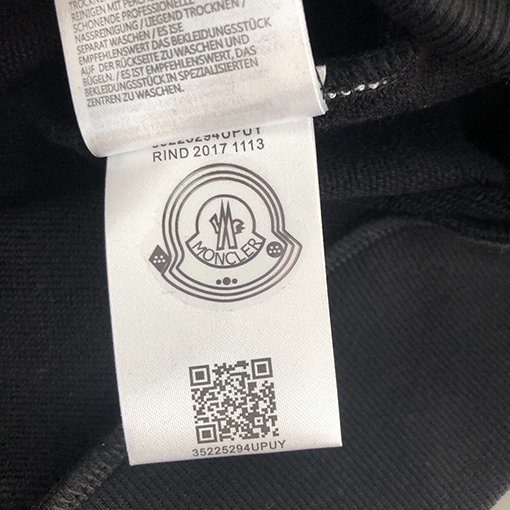 REINIGEN MIT PERC
SCHONENDE PROFESSIONELLE
NASSREINIGUNG / LIEGEND TROCKNEN /
SEPARAT WASCHEN / ES ISE
EMPFEHLENSWERT DAS BEKLEIDUNGSSTÜCK
AUF DER RÜCKSEITE ZU WASCHEN UND
BÜGELN. / ES IST EMPFEHLENSWERT, DAS
BEKLEIDUNGSSTÜCK IN SPEZIALISIERTEN
ZENTREN ZU WASCHEN.
35225294UPUY
RIND 2017 1113
MONCLER
35225294UPUY